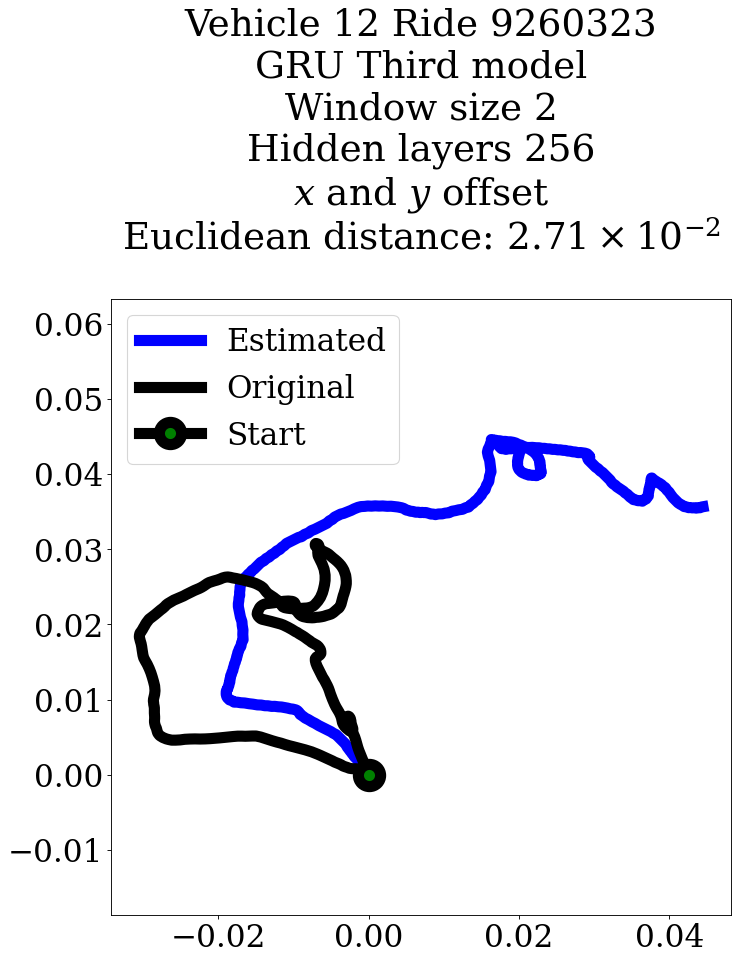 Vehicle 12 Ride 9260323
GRU Third model
Window size 2
Hidden layers 256
x and y offset
Euclidean distance: 2.71 × 10⁻²
Estimated
Original
Start
0.06
0.05
0.04
0.03
0.02
0.01
0.00
−0.01
−0.02 0.00 0.02 0.04